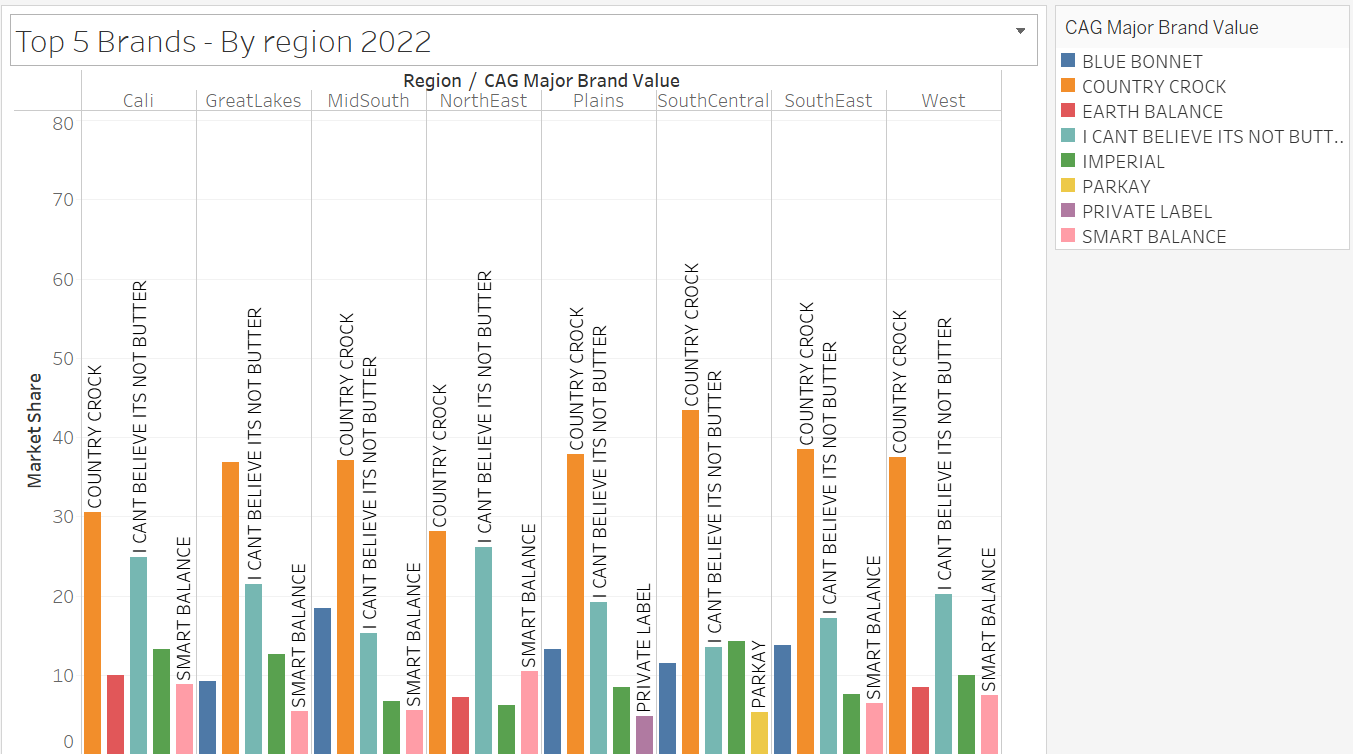 Top 5 Brands - By region 2022
Region / CAG Major Brand Value
Cali GreatLakes MidSouth NorthEast Plains SouthCentral SouthEast West
80
70
60
50
40
30
20
10
0
Market Share
COUNTRY CROCK
I CANT BELIEVE ITS NOT BUTTER
SMART BALANCE
I CANT BELIEVE ITS NOT BUTTER
SMART BALANCE
COUNTRY CROCK
I CANT BELIEVE ITS NOT BUTTER
SMART BALANCE
COUNTRY CROCK
I CANT BELIEVE ITS NOT BUTTER
SMART BALANCE
COUNTRY CROCK
I CANT BELIEVE ITS NOT BUTTER
PRIVATE LABEL
COUNTRY CROCK
I CANT BELIEVE ITS NOT BUTTER
PARKAY
COUNTRY CROCK
I CANT BELIEVE ITS NOT BUTTER
SMART BALANCE
COUNTRY CROCK
I CANT BELIEVE ITS NOT BUTTER
SMART BALANCE
CAG Major Brand Value
BLUE BONNET
COUNTRY CROCK
EARTH BALANCE
I CANT BELIEVE ITS NOT BUTT..
IMPERIAL
PARKAY
PRIVATE LABEL
SMART BALANCE